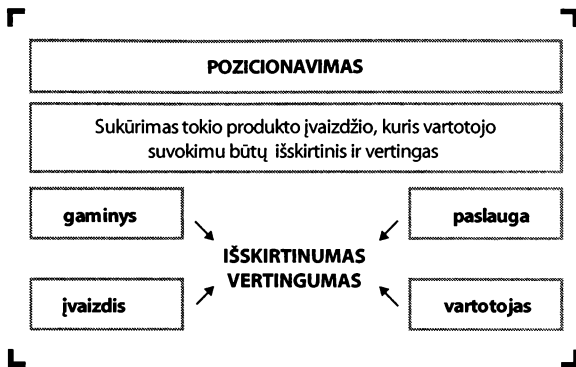 POZICIONAVIMAS
Sukūrimas tokio produkto įvaizdžio, kuris vartotojo
suvokimu būtų išskirtinis ir vertingas
gaminys
paslauga
IŠSKIRTINUMAS
VERTINGUMAS
įvaizdis
vartotojas